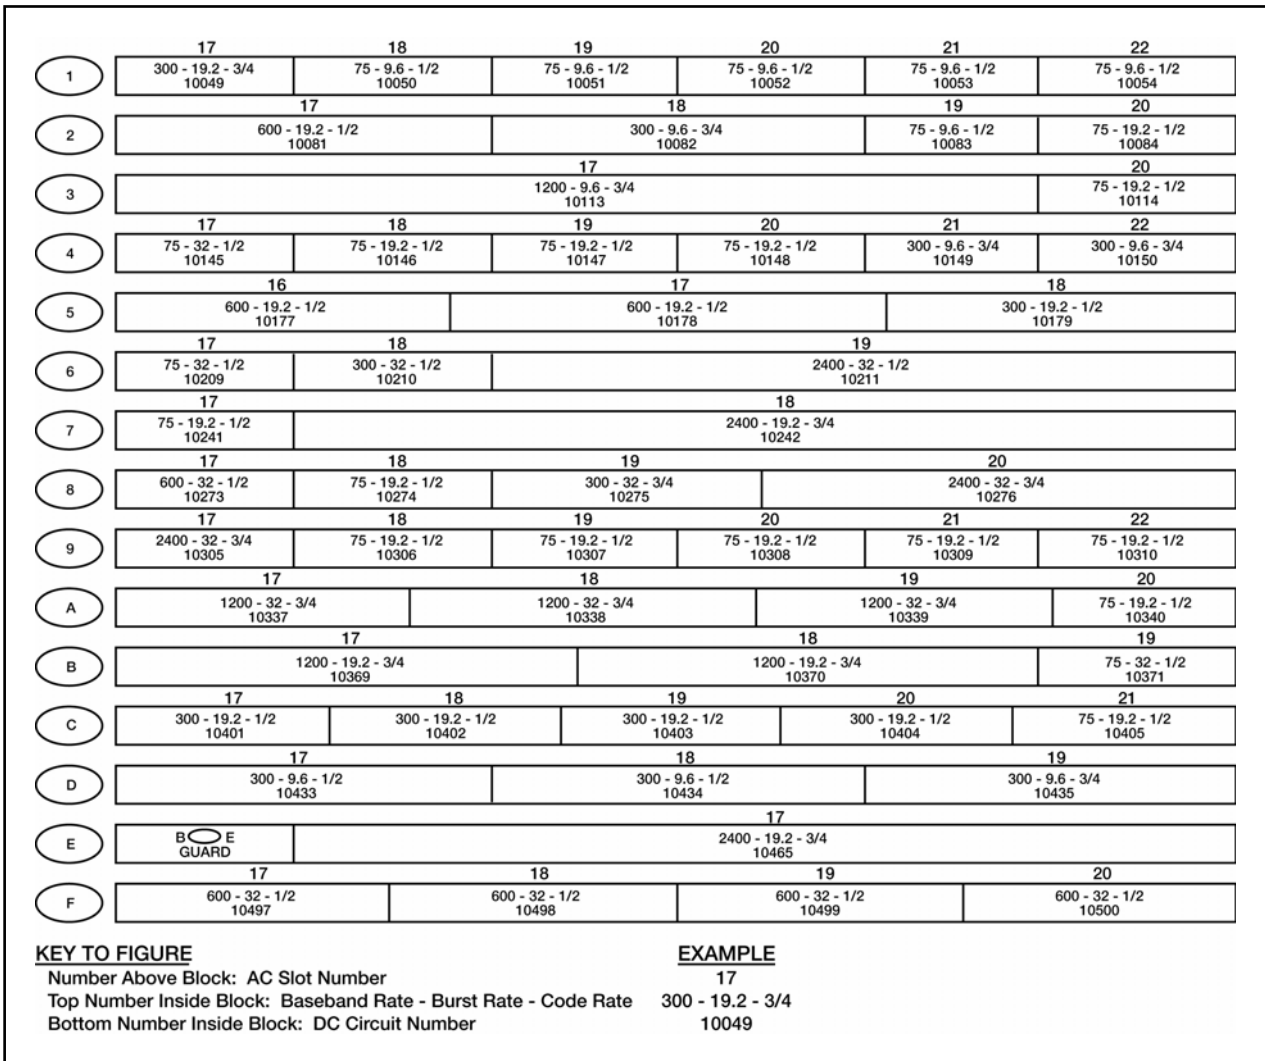 17 18 19 20 21 22
1
300 - 19.2 - 3/4 75 - 9.6 - 1/2 75 - 9.6 - 1/2 75 - 9.6 - 1/2 75 - 9.6 - 1/2 75 - 9.6 - 1/2
10049 10050 10051 10052 10053 10054
17 18 19 20
2
600 - 19.2 - 1/2 300 - 9.6 - 3/4 75 - 9.6 - 1/2 75 - 19.2 - 1/2
10081 10082 10083 10084
17 20
3
1200 - 9.6 - 3/4 75 - 19.2 - 1/2
10113 10114
17 18 19 20 21 22
4
75 - 32 - 1/2 75 - 19.2 - 1/2 75 - 19.2 - 1/2 75 - 19.2 - 1/2 300 - 9.6 - 3/4 300 - 9.6 - 3/4
10145 10146 10147 10148 10149 10150
16 17 18
5
600 - 19.2 - 1/2 600 - 19.2 - 1/2 300 - 19.2 - 1/2
10177 10178 10179
17 18 19
6
75 - 32 - 1/2 300 - 32 - 1/2 2400 - 32 - 1/2
10209 10210 10211
17 18
7
75 - 19.2 - 1/2 2400 - 19.2 - 3/4
10241 10242
17 18 19 20
8
600 - 32 - 1/2 75 - 19.2 - 1/2 300 - 32 - 3/4 2400 - 32 - 3/4
10273 10274 10275 10276
17 18 19 20 21 22
9
2400 - 32 - 3/4 75 - 19.2 - 1/2 75 - 19.2 - 1/2 75 - 19.2 - 1/2 75 - 19.2 - 1/2 75 - 19.2 - 1/2
10305 10306 10307 10308 10309 10310
17 18 19 20
A
1200 - 32 - 3/4 1200 - 32 - 3/4 1200 - 32 - 3/4 75 - 19.2 - 1/2
10337 10338 10339 10340
17 18 19
B
1200 - 19.2 - 3/4 1200 - 19.2 - 3/4 75 - 32 - 1/2
10369 10370 10371
17 18 19 20 21
C
300 - 19.2 - 1/2 300 - 19.2 - 1/2 300 - 19.2 - 1/2 300 - 19.2 - 1/2 75 - 19.2 - 1/2
10401 10402 10403 10404 10405
17 18 19
D
300 - 9.6 - 1/2 300 - 9.6 - 1/2 300 - 9.6 - 3/4
10433 10434 10435
17
E
B E 2400 - 19.2 - 3/4
GUARD 10465
17 18 19 20
F
600 - 32 - 1/2 600 - 32 - 1/2 600 - 32 - 1/2 600 - 32 - 1/2
10497 10498 10499 10500
KEY TO FIGURE EXAMPLE
Number Above Block: AC Slot Number 17
Top Number Inside Block: Baseband Rate - Burst Rate - Code Rate 300 - 19.2 - 3/4
Bottom Number Inside Block: DC Circuit Number 10049